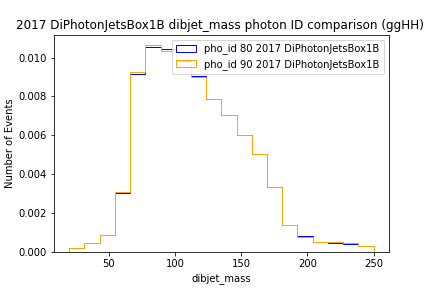 2017 DiPhotonJetsBox1B dibjet_mass photon ID comparison (ggHH)
pho_id 80 2017 DiPhotonJetsBox1B
pho_id 90 2017 DiPhotonJetsBox1B
Number of Events
0.010
0.008
0.006
0.004
0.002
0.000
50
100
150
200
250
dibjet_mass